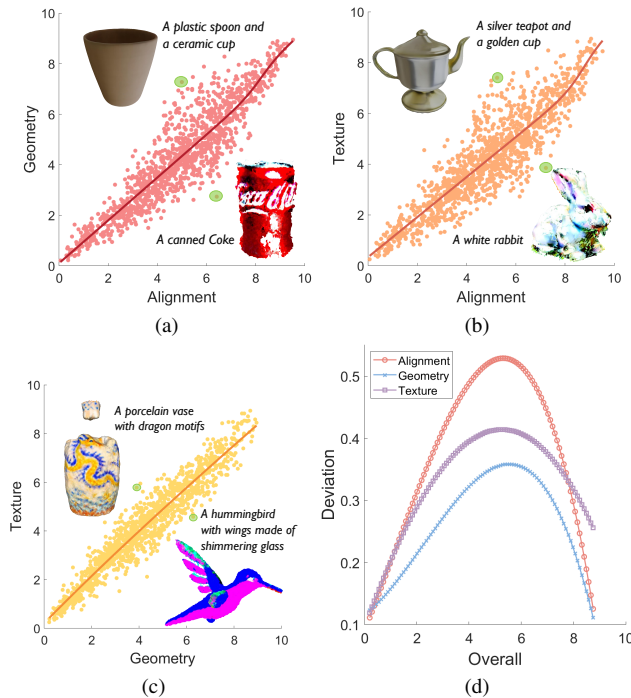 A plastic spoon and
a ceramic cup
A canned Coke
Geometry
10
8
6
4
2
0
0
2
4
6
8
10
Alignment
(a)
A silver teapot and
a golden cup
A white rabbit
Texture
10
8
6
4
2
0
0
2
4
6
8
10
Alignment
(b)
A porcelain vase
with dragon motifs
A hummingbird
with wings made of
shimmering glass
Texture
10
8
6
4
2
0
0
2
4
6
8
10
Geometry
(c)
Alignment
Geometry
Texture
Deviation
0.5
0.4
0.3
0.2
0.1
0
2
4
6
8
10
Overall
(d)